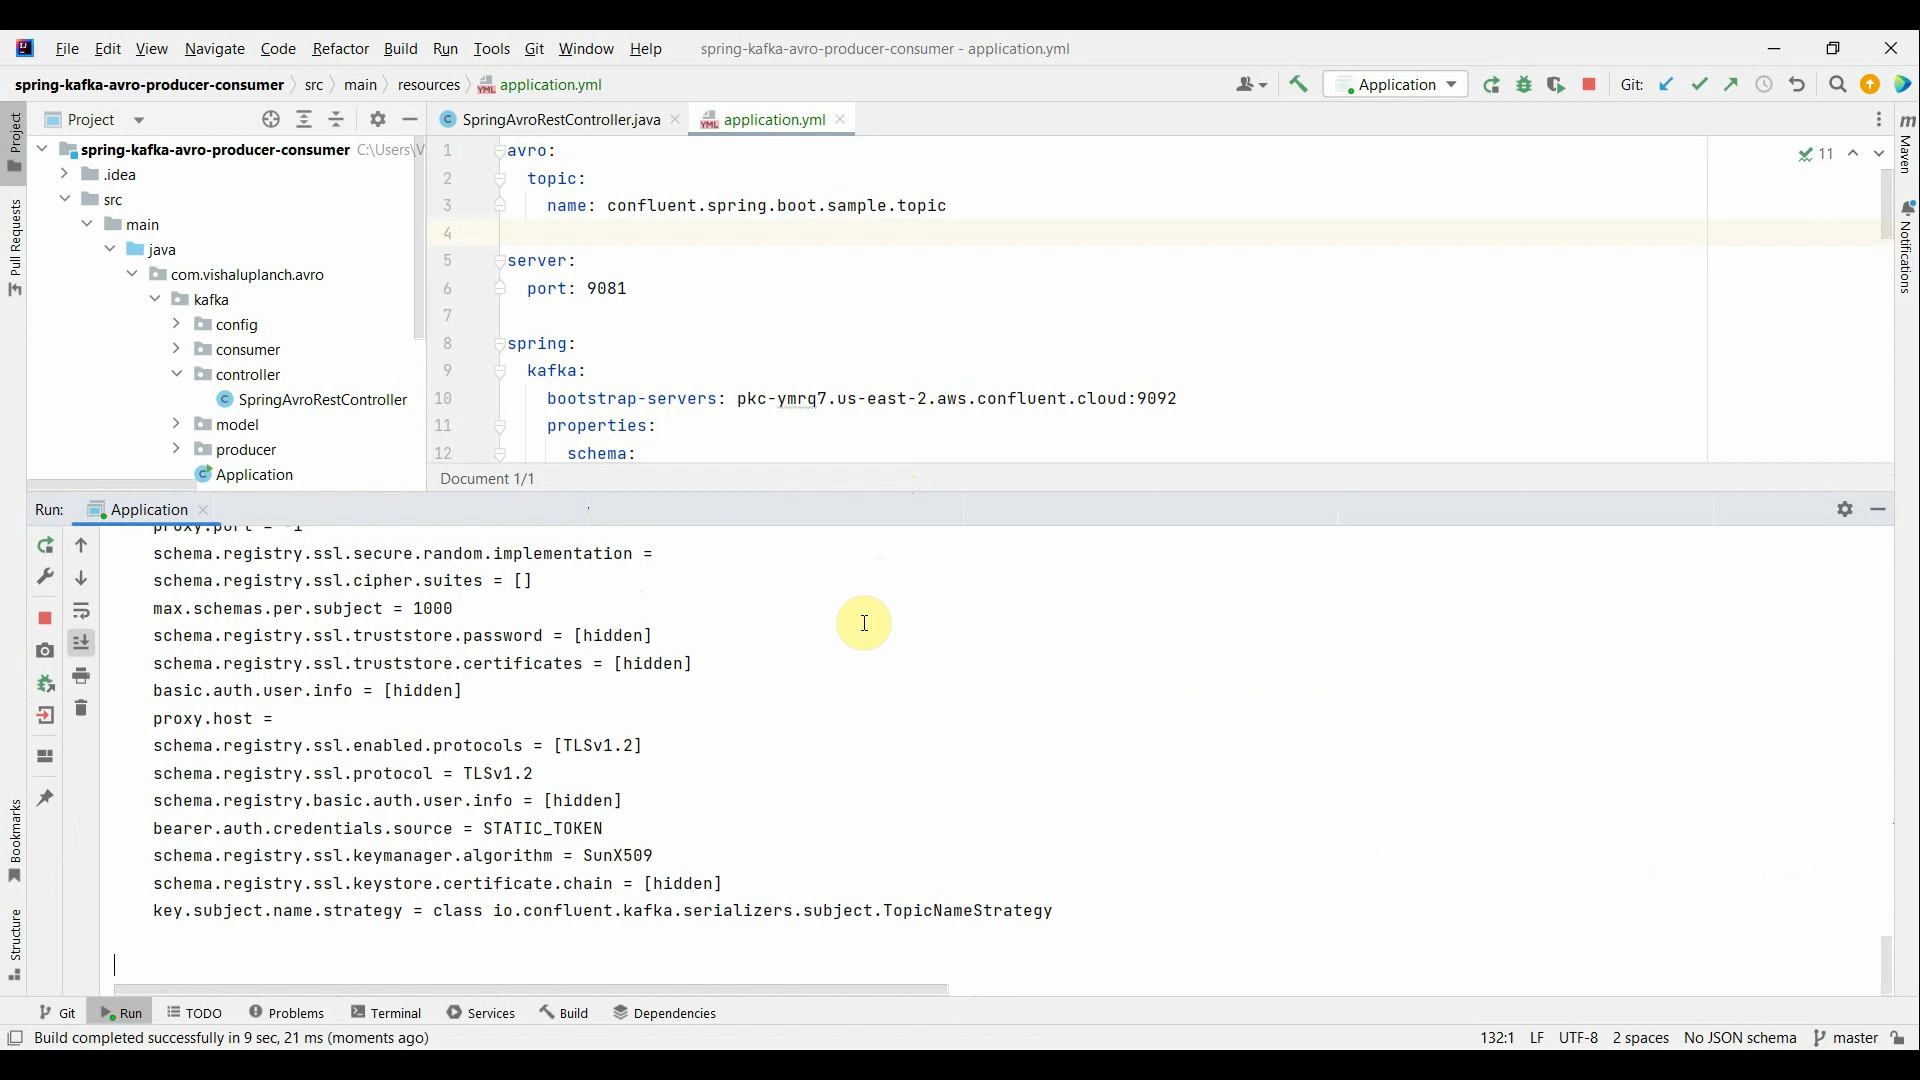 File Edit View Navigate Code Refactor Build Run Tools Git Window Help spring-kafka-avro-producer-consumer - application.yml
spring-kafka-avro-producer-consumer src main resources application.yml Application Git:
Project
SpringAvroRestController.java application.yml
Project
Pull Requests
Bookmarks
Structure
spring-kafka-avro-producer-consumer C:\Users\V
.idea
src
main
java
com.vishaluplanch.avro
kafka
config
consumer
controller
SpringAvroRestController
model
producer
Application
1 avro:
2 topic:
3 name: confluent.spring.boot.sample.topic
4
5 server:
6 port: 9081
7
8 spring:
9 kafka:
10 bootstrap-servers: pkc-ymrq7.us-east-2.aws.confluent.cloud:9092
11 properties:
12 schema:
11
Document 1/1
Maven
Notifications
Run: Application
proxy.port = -1
schema.registry.ssl.secure.random.implementation =
schema.registry.ssl.cipher.suites = []
max.schemas.per.subject = 1000
schema.registry.ssl.truststore.password = [hidden]
schema.registry.ssl.truststore.certificates = [hidden]
basic.auth.user.info = [hidden]
proxy.host =
schema.registry.ssl.enabled.protocols = [TLSv1.2]
schema.registry.ssl.protocol = TLSv1.2
schema.registry.basic.auth.user.info = [hidden]
bearer.auth.credentials.source = STATIC_TOKEN
schema.registry.ssl.keymanager.algorithm = SunX509
schema.registry.ssl.keystore.certificate.chain = [hidden]
key.subject.name.strategy = class io.confluent.kafka.serializers.subject.TopicNameStrategy
Git Run TODO Problems Terminal Services Build Dependencies
Build completed successfully in 9 sec, 21 ms (moments ago) 132:1 LF UTF-8 2 spaces No JSON schema master